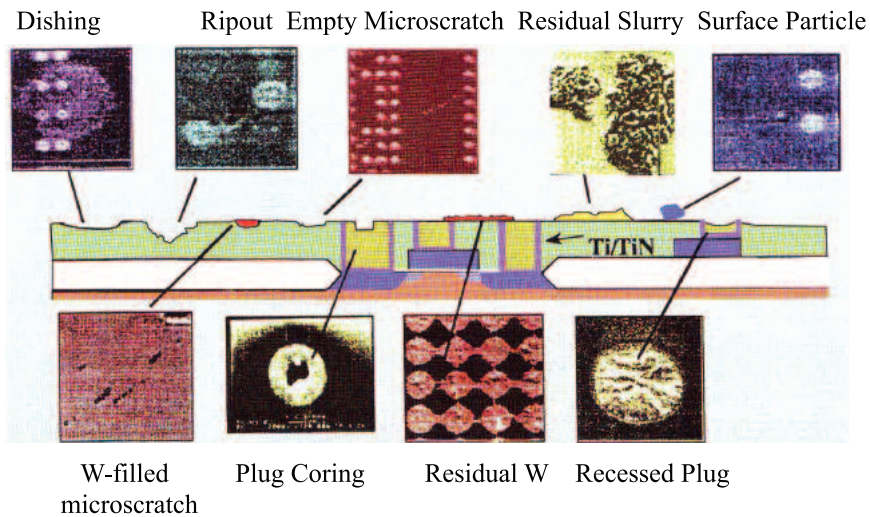 Dishing Ripout Empty Microscratch Residual Slurry Surface Particle
Ti/TiN
W-filled
microscratch
Plug Coring
Residual W
Recessed Plug